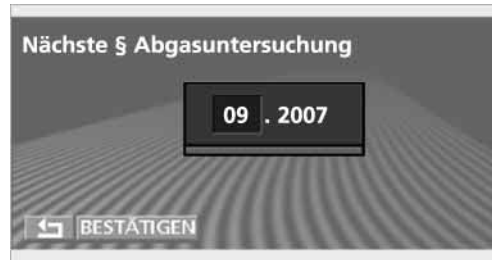 Nächste § Abgasuntersuchung
09 . 2007
BESTÄTIGEN